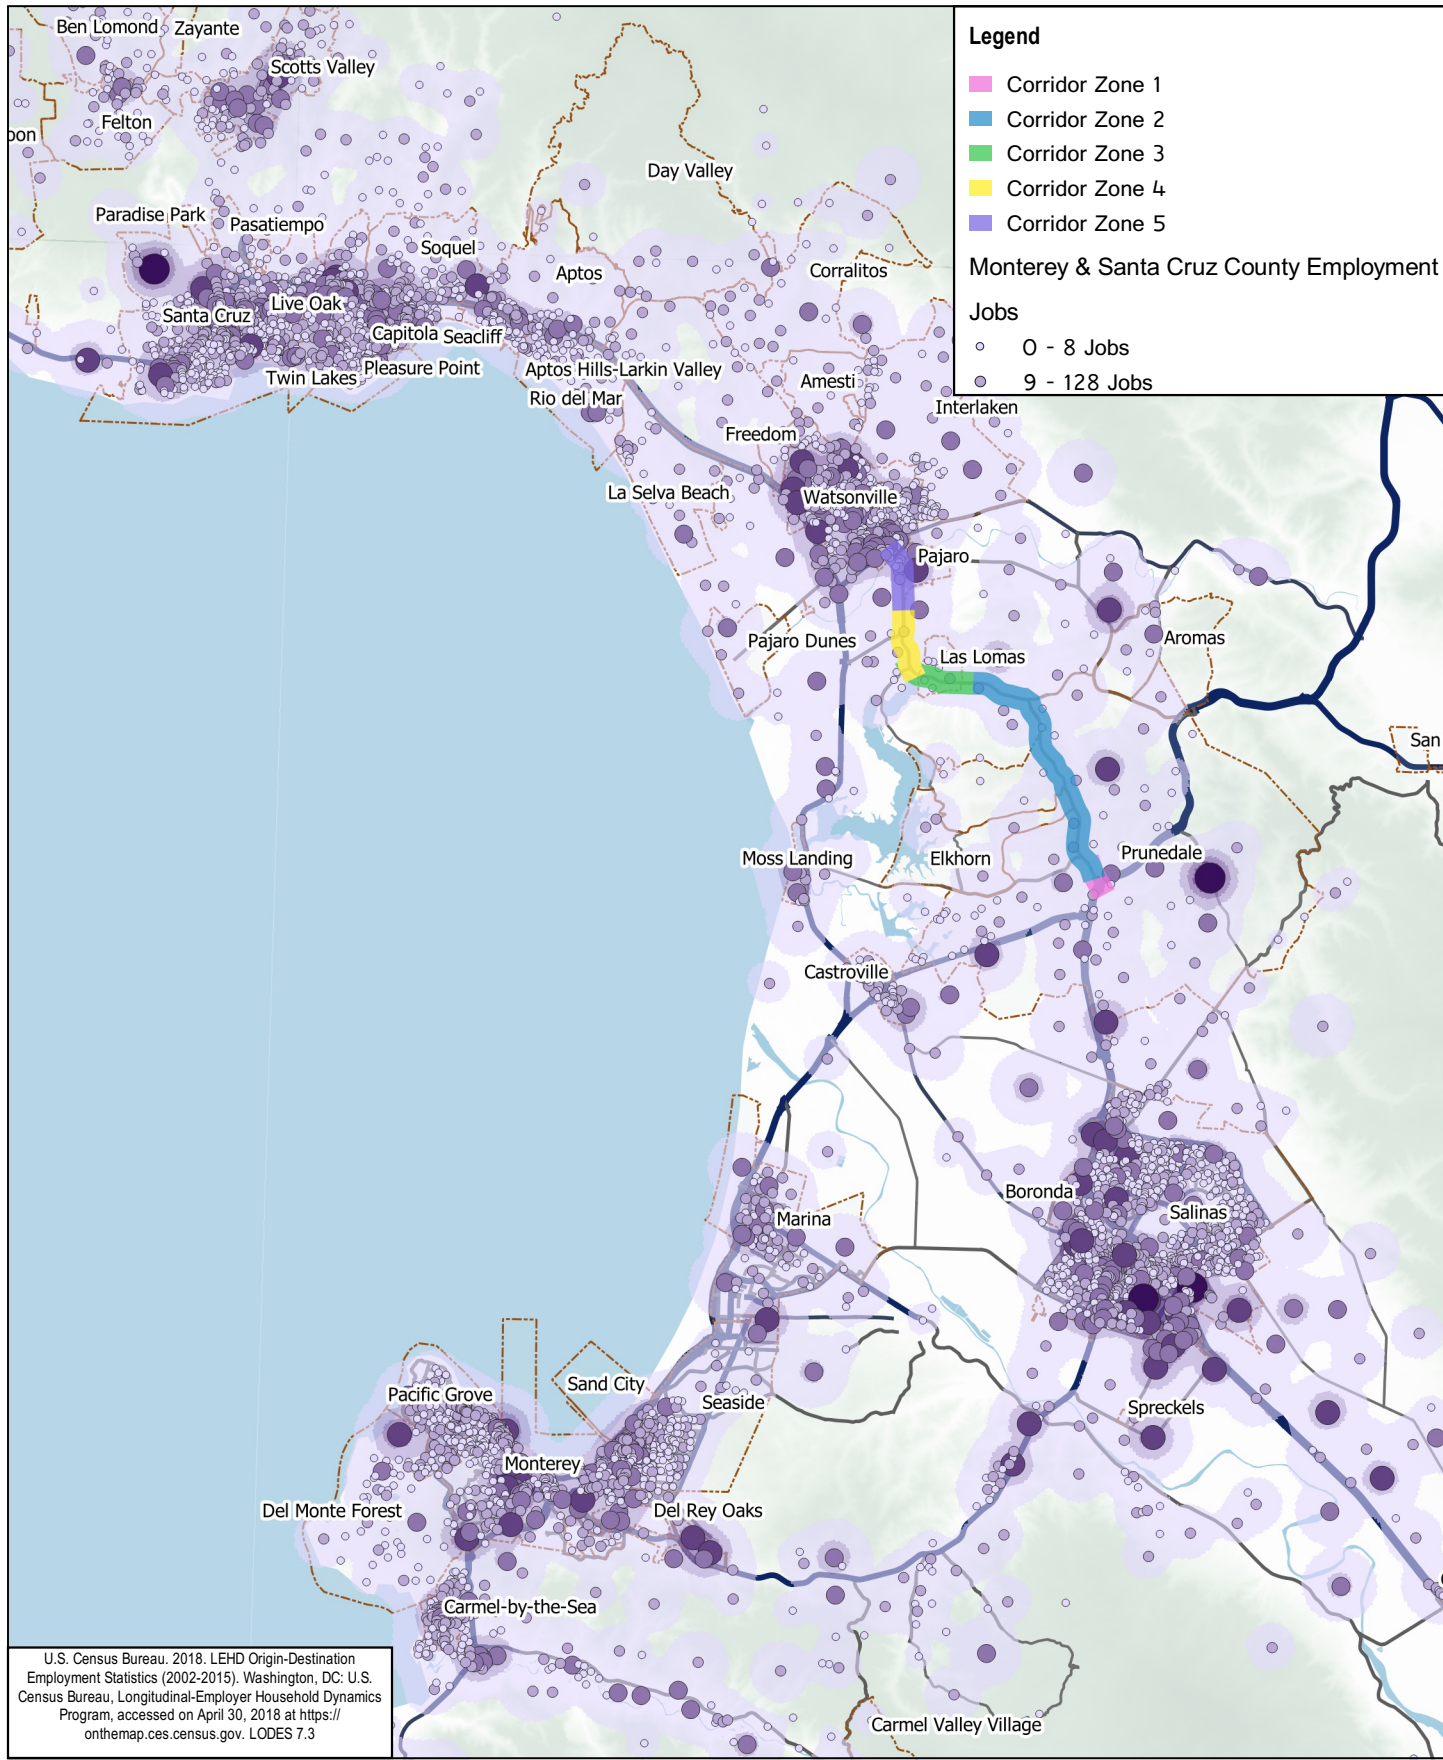 Ben Lomond
Zayante
Scotts Valley
Felton
oon
Day Valley
Paradise Park
Pasatiempo
Soquel
Aptos
Corralitos
Live Oak
Santa Cruz
Capitola
Seacliff
Twin Lakes
Pleasure Point
Aptos Hills-Larkin Valley
Amesti
Rio del Mar
Interlaken
Freedom
La Selva Beach
Watsonville
Pajaro
Pajaro Dunes
Las Lomas
Aromas
San
Moss Landing
Elkhorn
Prunedale
Castroville
Boronda
Salinas
Marina
Pacific Grove
Sand City
Seaside
Spreckels
Monterey
Del Monte Forest
Del Rey Oaks
Carmel-by-the-Sea
Carmel Valley Village
Legend
Corridor Zone 1
Corridor Zone 2
Corridor Zone 3
Corridor Zone 4
Corridor Zone 5
Monterey & Santa Cruz County Employment
Jobs
0 - 8 Jobs
9 - 128 Jobs
U.S. Census Bureau. 2018. LEHD Origin-Destination
Employment Statistics (2002-2015). Washington, DC: U.S.
Census Bureau, Longitudinal-Employer Household Dynamics
Program, accessed on April 30, 2018 at https://
onthemap.ces.census.gov. LODES 7.3